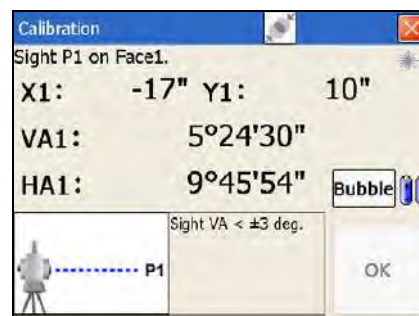 Calibration
Sight P1 on Face1.
X1: -17" Y1: 10"
VA1: 5°24'30"
HA1: 9°45'54"
Bubble
Sight VA < ±3 deg.
P1
OK